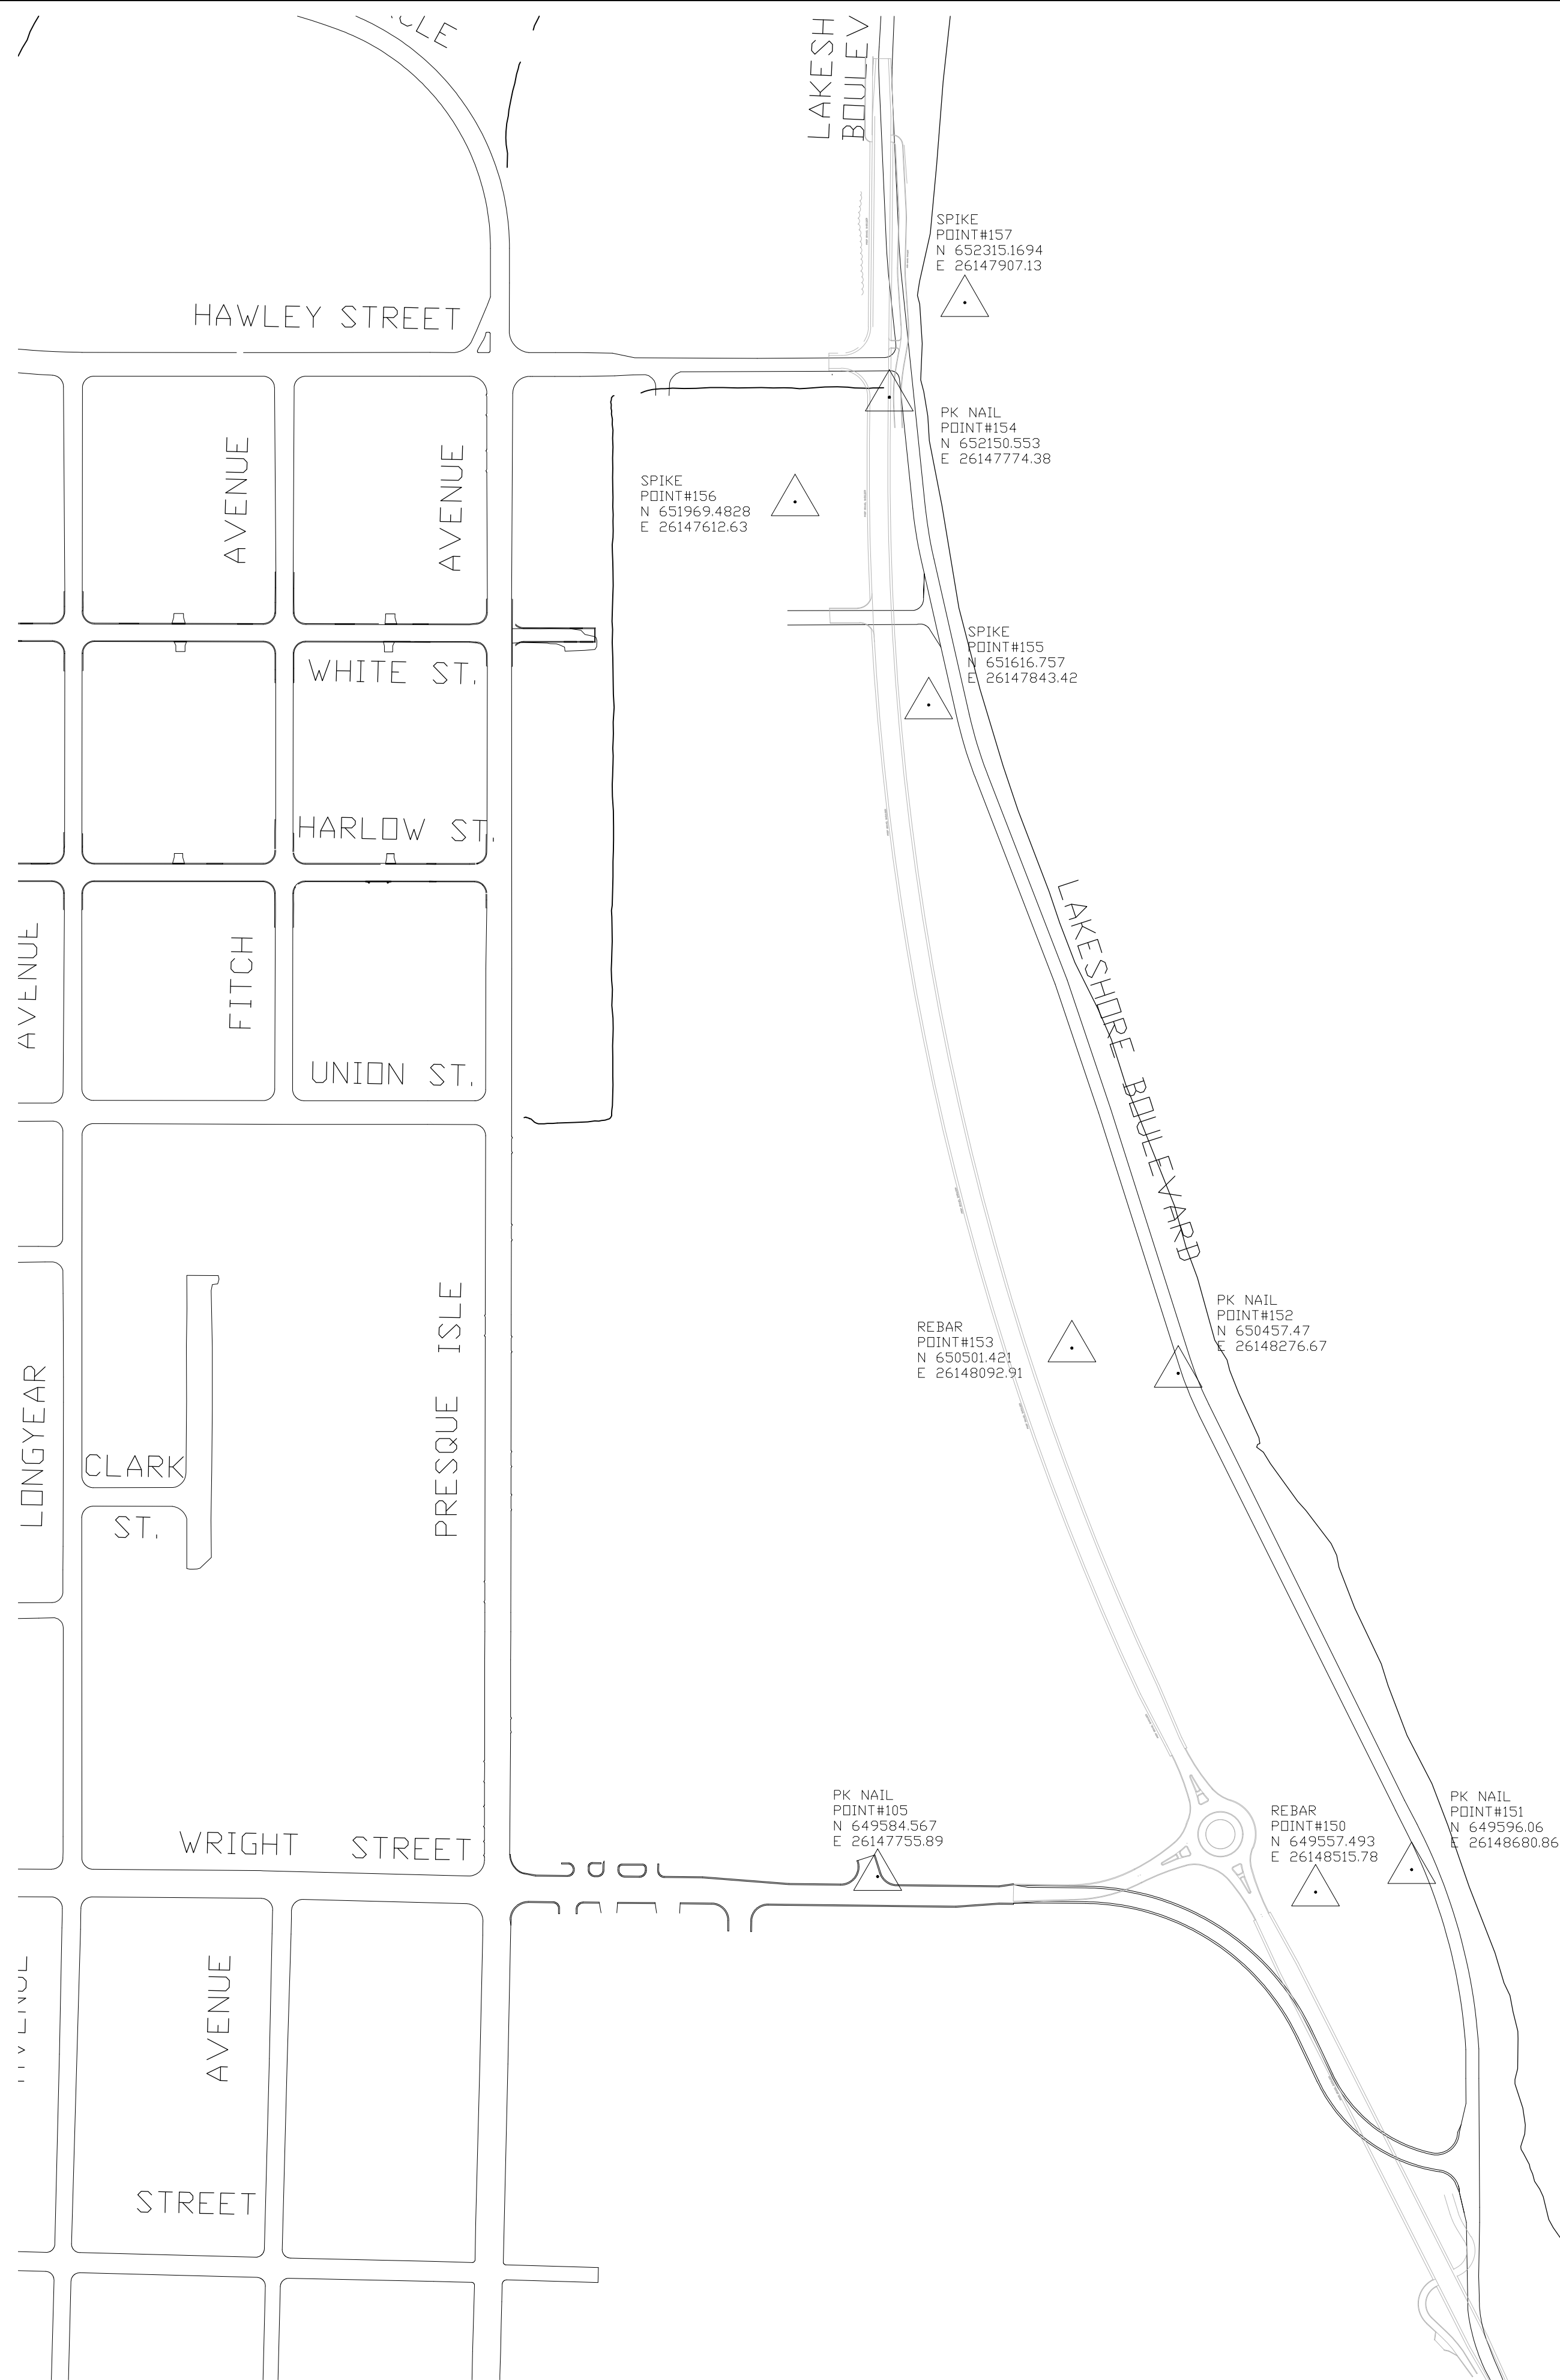 LAKESH
BOULEV
SPIKE
POINT#157
N 652315.1694
E 26147907.13
HAWLEY STREET
PK NAIL
POINT#154
N 652150.553
E 26147774.38
AVENUE
AVENUE
SPIKE
POINT#156
N 651969.4828
E 26147612.63
SPIKE
POINT#155
N 651616.757
E 26147843.42
WHITE ST.
HARLOW ST.
AVENUE
FITCH
LAKESHORE BOULEVARD
UNION ST.
PRESQUE ISLE
PK NAIL
POINT#152
N 650457.47
E 26148276.67
REBAR
POINT#153
N 650501.421
E 26148092.91
LONGYEAR
CLARK
ST.
PK NAIL
POINT#105
N 649584.567
E 26147755.89
REBAR
POINT#150
N 649557.493
E 26148515.78
PK NAIL
POINT#151
N 649596.06
E 26148680.86
WRIGHT STREET
AVENUE
STREET